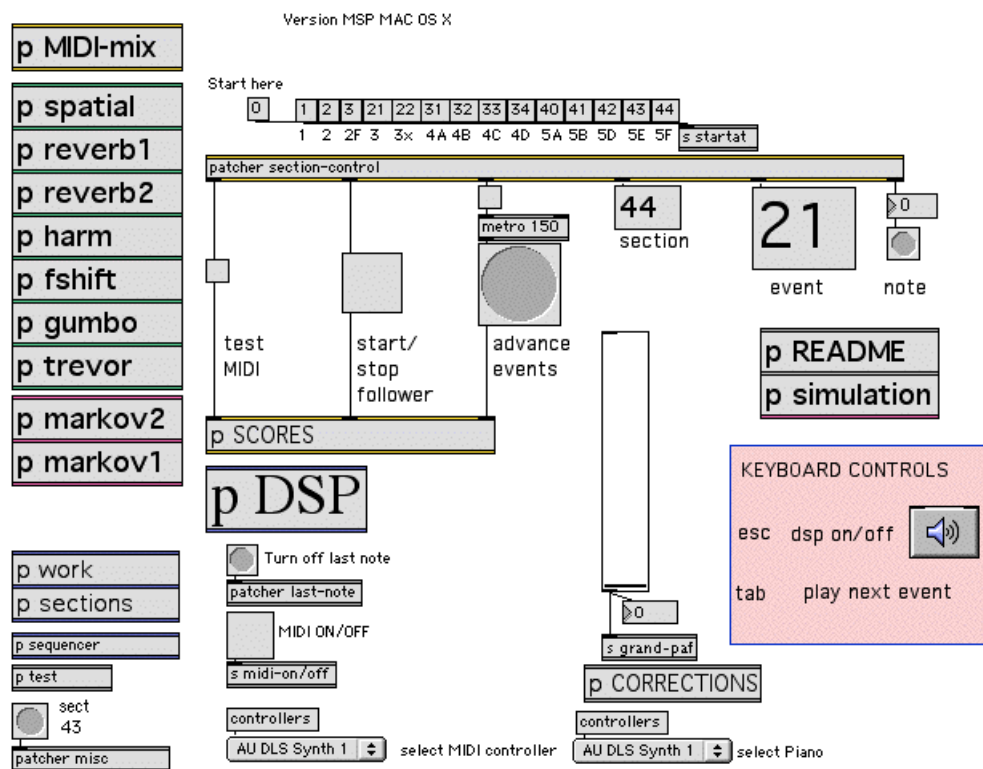 Version MSP MAC OS X
p MIDI-mix
p spatial
p reverb1
p reverb2
p harm
p fshift
p gumbo
p trevor
p markov2
p markov1
Start here
0
1 2 3 21 22 31 32 33 34 40 41 42 43 44
1 2 2F 3 3x 4A 4B 4C 4D 5A 5B 5D 5E 5F
s startat
patcher section-control
metro 150
44
section
21
event
0
note
test
MIDI
start/
stop
follower
advance
events
p README
p simulation
p SCORES
p DSP
KEYBOARD CONTROLS
esc dsp on/off
tab play next event
p work
p sections
p sequencer
p test
sect
43
patcher misc
Turn off last note
patcher last-note
MIDI ON/OFF
s midi-on/off
controllers
AU DLS Synth 1
select MIDI controller
0
s grand-paf
p CORRECTIONS
controllers
AU DLS Synth 1
select Piano